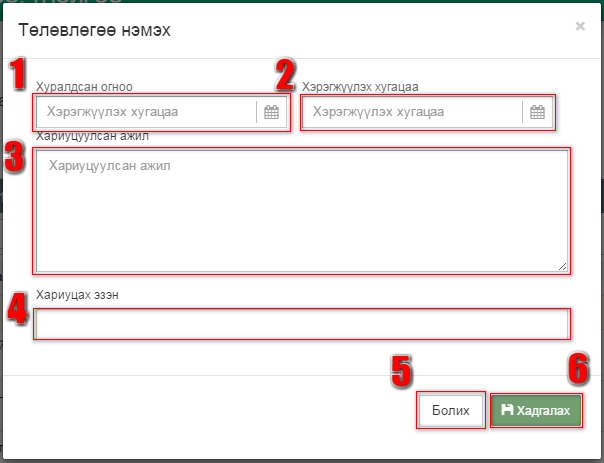 Төлөвлөгөө нэмэх
×
1
2
Хуралдсан огноо
Хэрэгжүүлэх хугацаа
Хэрэгжүүлэх хугацаа
Хэрэгжүүлэх хугацаа
Хариуцуулсан ажил
3
Хариуцуулсан ажил
Хариуцах эзэн
4
5
6
Болих
Хадгалах